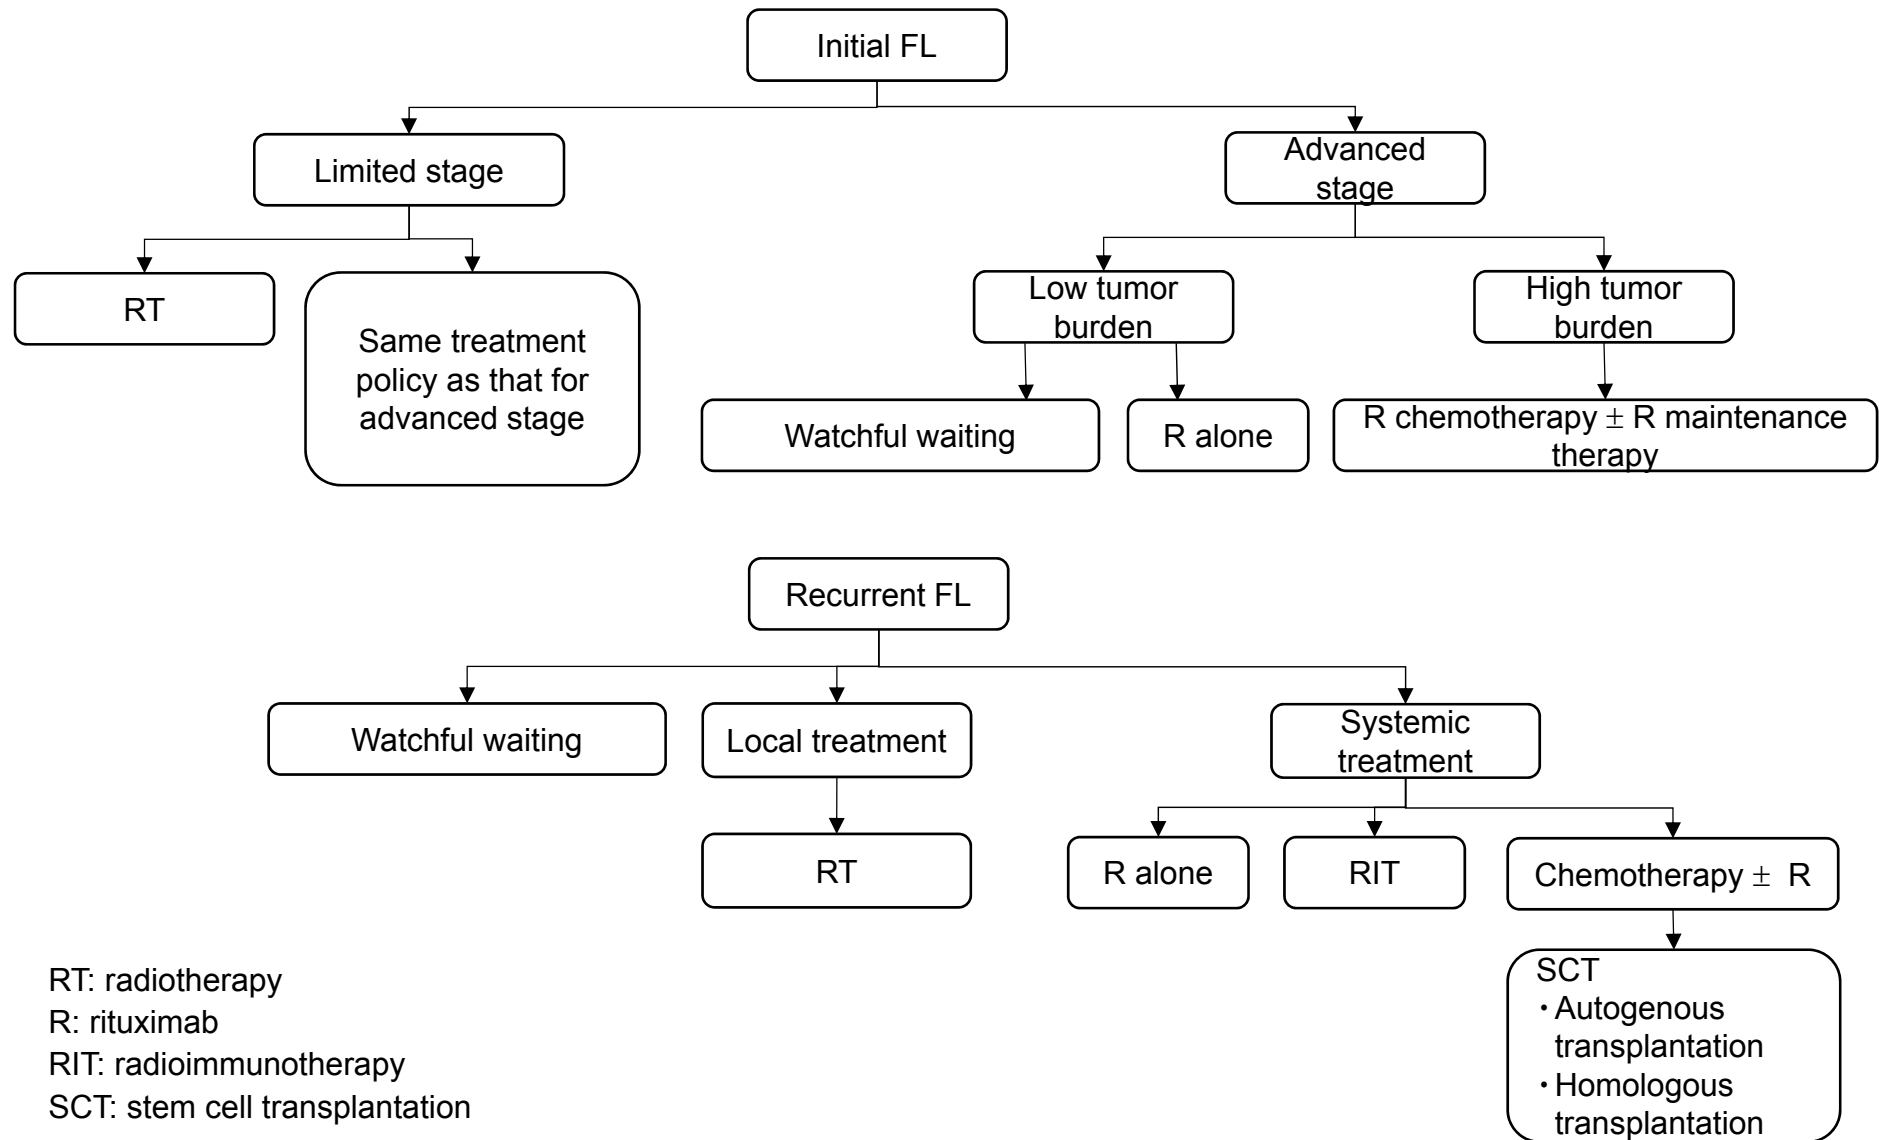 Initial FL
Limited stage
Advanced
stage
RT
Same treatment
policy as that for
advanced stage
Low tumor
burden
High tumor
burden
Watchful waiting
R alone
R chemotherapy ± R maintenance
therapy
Recurrent FL
Watchful waiting
Local treatment
Systemic
treatment
RT
R alone
RIT
Chemotherapy ± R
SCT
・Autogenous
transplantation
・Homologous
transplantation
RT: radiotherapy
R: rituximab
RIT: radioimmunotherapy
SCT: stem cell transplantation